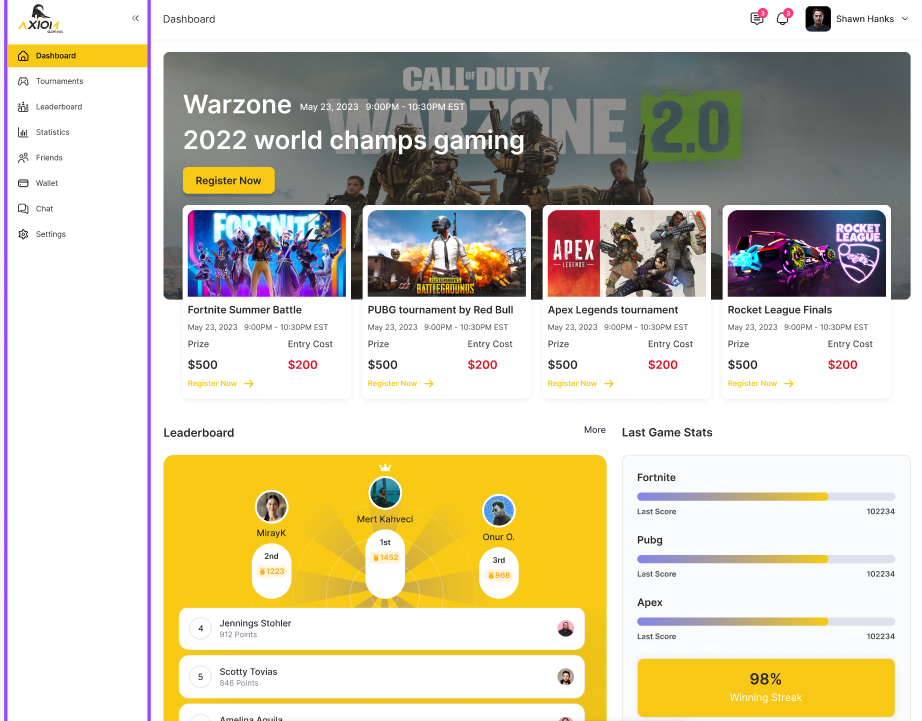 AXIOM
GAMING
Dashboard
Tournaments
Leaderboard
Statistics
Friends
Wallet
Chat
Settings
Dashboard
3
3
Shawn Hanks
CALL OF DUTY
WARZONE 2.0
Warzone May 23, 2023 9:00PM - 10:30PM EST
2022 world champs gaming
Register Now
FORTNITE
Fortnite Summer Battle
May 23, 2023 9:00PM - 10:30PM EST
Prize Entry Cost
$500 $200
Register Now
BATTLEGROUNDS
PUBG tournament by Red Bull
May 23, 2023 9:00PM - 10:30PM EST
Prize Entry Cost
$500 $200
Register Now
APEX
LEGENDS
Apex Legends tournament
May 23, 2023 9:00PM - 10:30PM EST
Prize Entry Cost
$500 $200
Register Now
ROCKET
LEAGUE
Rocket League Finals
May 23, 2023 9:00PM - 10:30PM EST
Prize Entry Cost
$500 $200
Register Now
Leaderboard More
MirayK
2nd
1223
Mert Kahveci
1st
1452
Onur O.
3rd
968
4 Jennings Stohler
912 Points
5 Scotty Tovias
846 Points
Amelina Aguila
Last Game Stats
Fortnite
Last Score 102234
Pubg
Last Score 102234
Apex
Last Score 102234
98%
Winning Streak